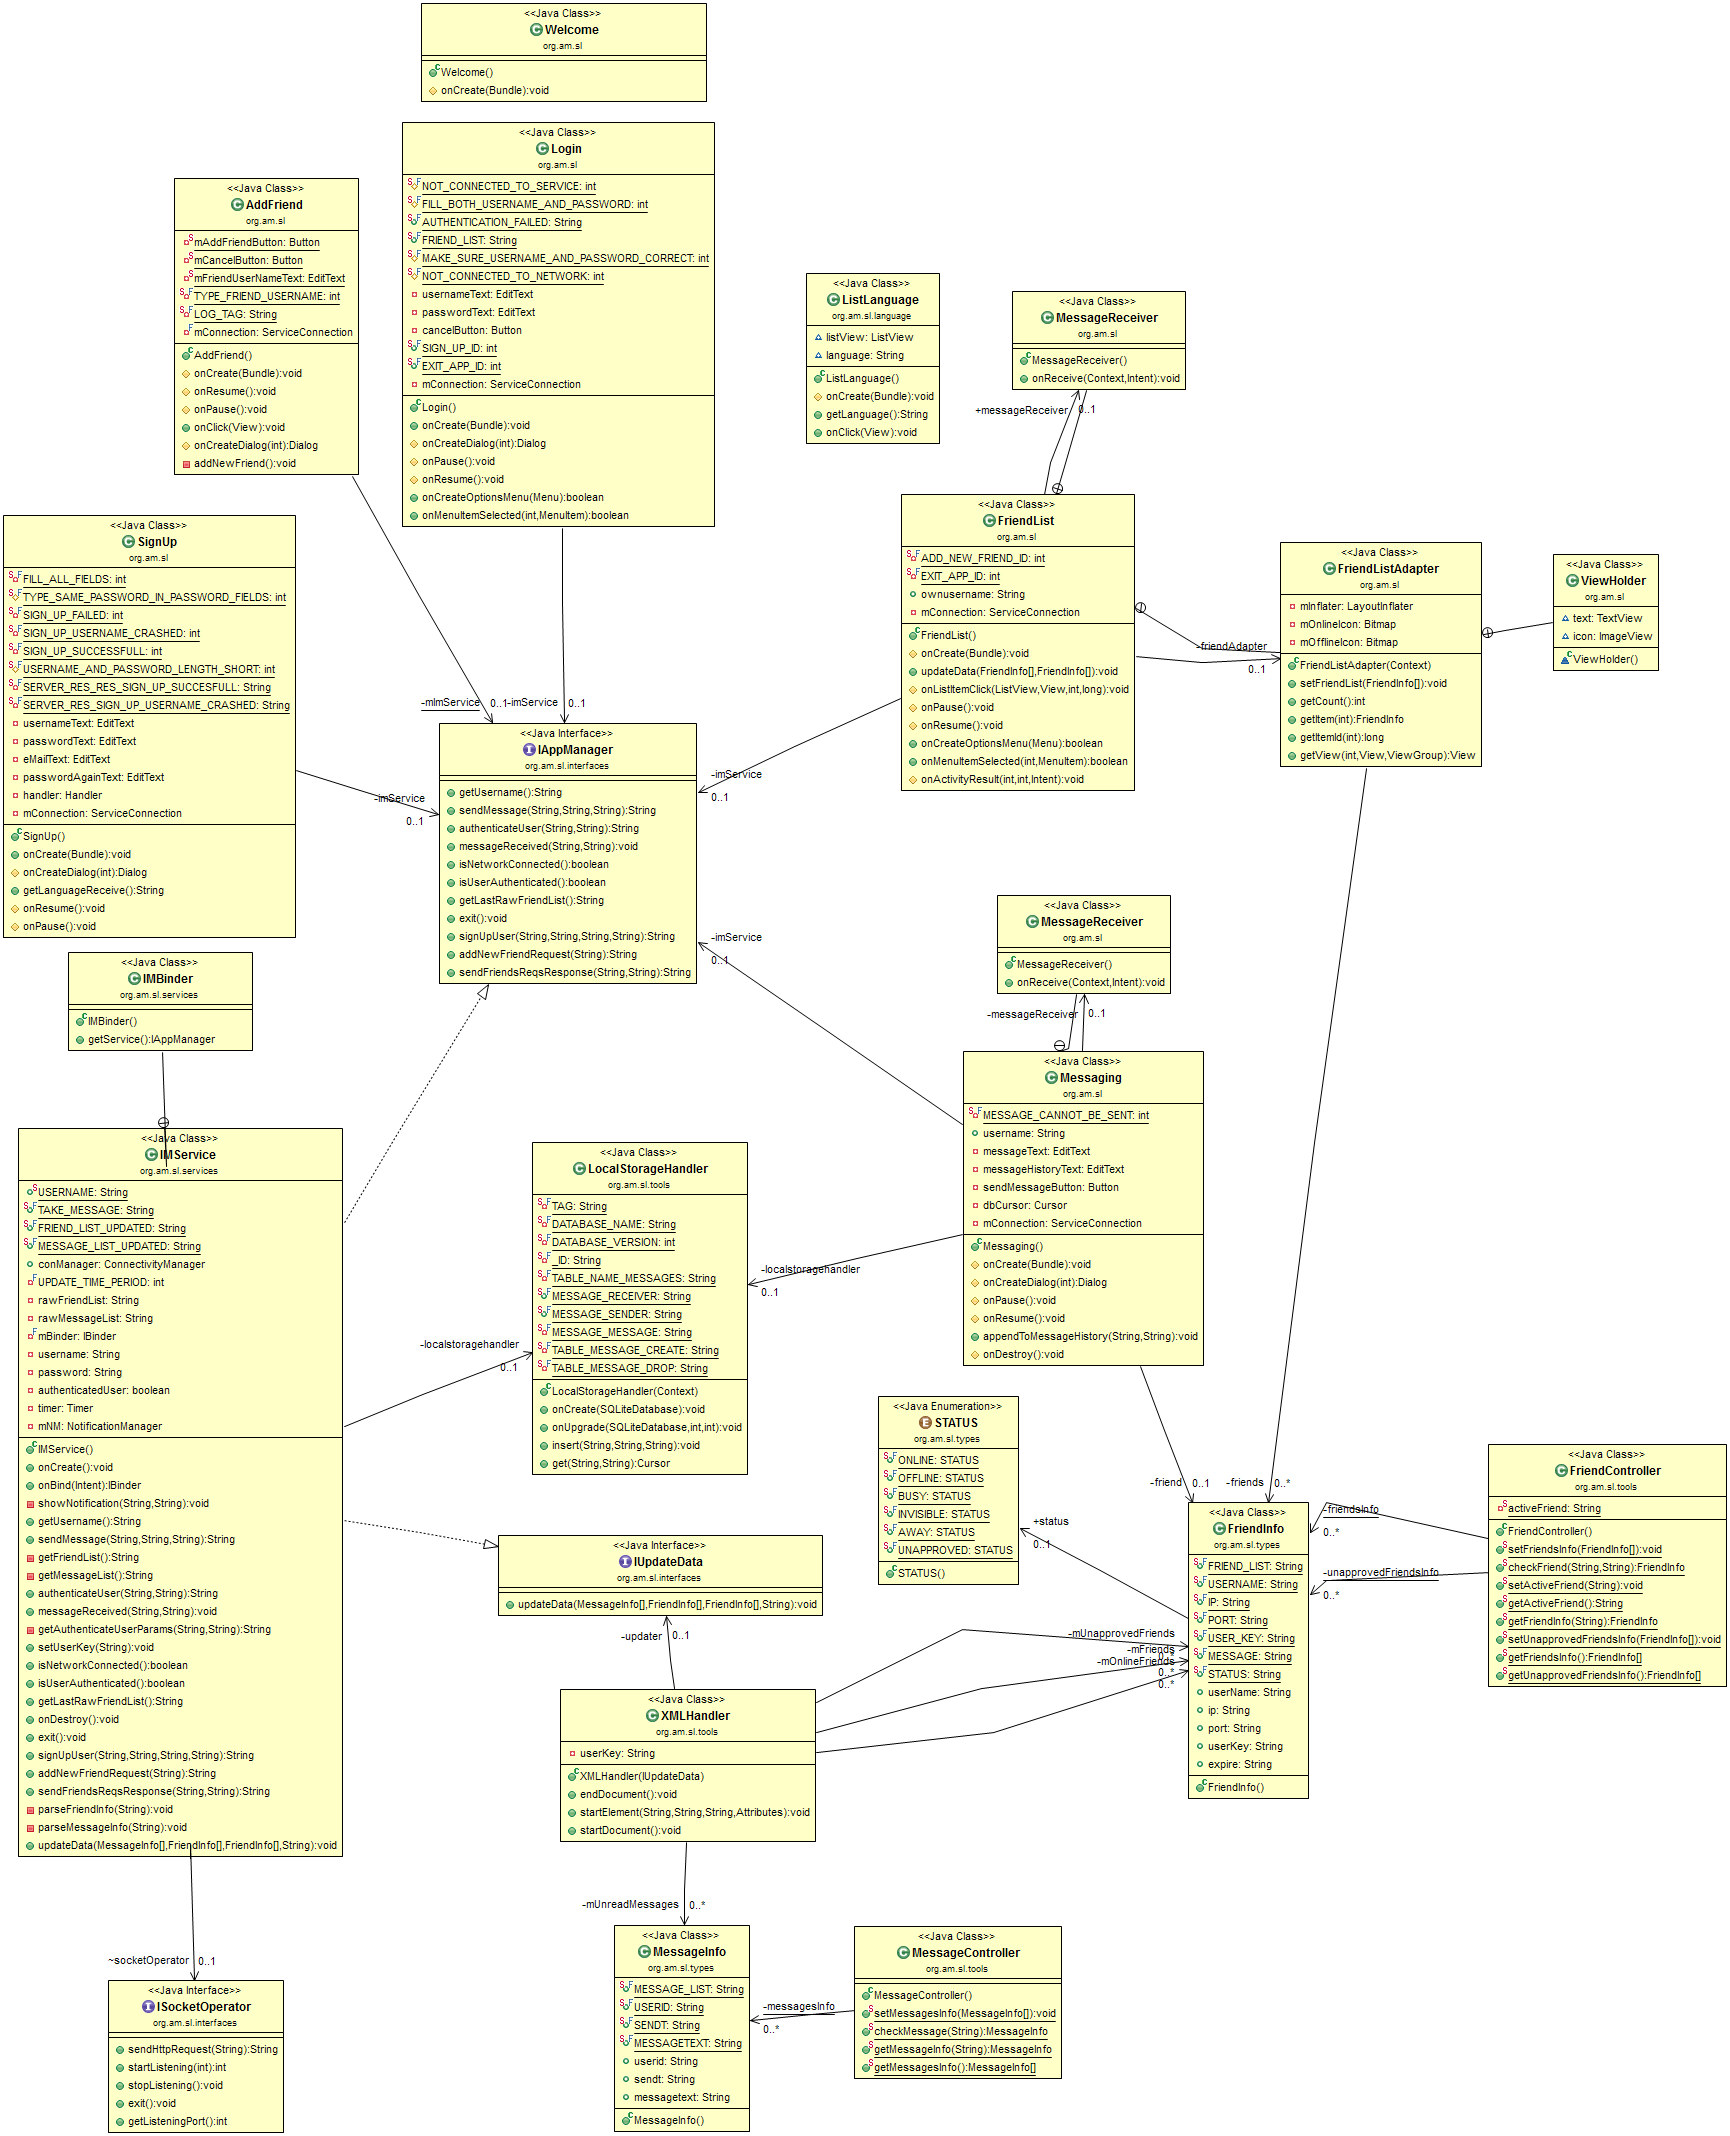 <<Java Class>>
Welcome
org.am.sl
Welcome()
onCreate(Bundle):void
<<Java Class>>
Login
org.am.sl
NOT_CONNECTED_TO_SERVICE: int
FILL_BOTH_USERNAME_AND_PASSWORD: int
AUTHENTICATION_FAILED: String
FRIEND_LIST: String
MAKE_SURE_USERNAME_AND_PASSWORD_CORRECT: int
NOT_CONNECTED_TO_NETWORK: int
usernameText: EditText
passwordText: EditText
cancelButton: Button
SIGN_UP_ID: int
EXIT_APP_ID: int
mConnection: ServiceConnection
Login()
onCreate(Bundle):void
onCreateDialog(int):Dialog
onPause():void
onResume():void
onCreateOptionsMenu(Menu):boolean
onMenuItemSelected(int,MenuItem):boolean
<<Java Class>>
AddFriend
org.am.sl
mAddFriendButton: Button
mCancelButton: Button
mFriendUserNameText: EditText
TYPE_FRIEND_USERNAME: int
LOG_TAG: String
mConnection: ServiceConnection
AddFriend()
onCreate(Bundle):void
onResume():void
onPause():void
onClick(View):void
onCreateDialog(int):Dialog
addNewFriend():void
<<Java Class>>
ListLanguage
org.am.sl.language
listView: ListView
language: String
ListLanguage()
onCreate(Bundle):void
getLanguage():String
onClick(View):void
<<Java Class>>
MessageReceiver
org.am.sl
MessageReceiver()
onReceive(Context,Intent):void
+messageReceiver
0..1
<<Java Class>>
SignUp
org.am.sl
FILL_ALL_FIELDS: int
TYPE_SAME_PASSWORD_IN_PASSWORD_FIELDS: int
SIGN_UP_FAILED: int
SIGN_UP_USERNAME_CRASHED: int
SIGN_UP_SUCCESSFULL: int
USERNAME_AND_PASSWORD_LENGTH_SHORT: int
SERVER_RES_RES_SIGN_UP_SUCCESFULL: String
SERVER_RES_SIGN_UP_USERNAME_CRASHED: String
usernameText: EditText
passwordText: EditText
eMailText: EditText
passwordAgainText: EditText
handler: Handler
mConnection: ServiceConnection
SignUp()
onCreate(Bundle):void
onCreateDialog(int):Dialog
getLanguageReceive():String
onResume():void
onPause():void
<<Java Class>>
FriendList
org.am.sl
ADD_NEW_FRIEND_ID: int
EXIT_APP_ID: int
ownusername: String
mConnection: ServiceConnection
FriendList()
onCreate(Bundle):void
updateData(FriendInfo[],FriendInfo[]):void
onListItemClick(ListView,View,int,long):void
onPause():void
onResume():void
onCreateOptionsMenu(Menu):boolean
onMenuItemSelected(int,MenuItem):boolean
onActivityResult(int,int,Intent):void
-friendAdapter
0..1
<<Java Class>>
FriendListAdapter
org.am.sl
mInflater: LayoutInflater
mOnlineIcon: Bitmap
mOfflineIcon: Bitmap
FriendListAdapter(Context)
setFriendList(FriendInfo[]):void
getCount():int
getItem(int):FriendInfo
getItemId(int):long
getView(int,View,ViewGroup):View
<<Java Class>>
ViewHolder
org.am.sl
text: TextView
icon: ImageView
ViewHolder()
-mImService
0..1
-imService
0..1
-imService
0..1
-imService
0..1
<<Java Interface>>
IAppManager
org.am.sl.interfaces
getUsername():String
sendMessage(String,String,String):String
authenticateUser(String,String):String
messageReceived(String,String):void
isNetworkConnected():boolean
isUserAuthenticated():boolean
getLastRawFriendList():String
exit():void
signUpUser(String,String,String,String):String
addNewFriendRequest(String):String
sendFriendsReqsResponse(String,String):String
-imService
0..1
<<Java Class>>
MessageReceiver
org.am.sl
MessageReceiver()
onReceive(Context,Intent):void
-messageReceiver
0..1
<<Java Class>>
IMBinder
org.am.sl.services
IMBinder()
getService():IAppManager
<<Java Class>>
Messaging
org.am.sl
MESSAGE_CANNOT_BE_SENT: int
username: String
messageText: EditText
messageHistoryText: EditText
sendMessageButton: Button
dbCursor: Cursor
mConnection: ServiceConnection
Messaging()
onCreate(Bundle):void
onCreateDialog(int):Dialog
onPause():void
onResume():void
appendToMessageHistory(String,String):void
onDestroy():void
<<Java Class>>
IMService
org.am.sl.services
USERNAME: String
TAKE_MESSAGE: String
FRIEND_LIST_UPDATED: String
MESSAGE_LIST_UPDATED: String
conManager: ConnectivityManager
UPDATE_TIME_PERIOD: int
rawFriendList: String
rawMessageList: String
mBinder: IBinder
username: String
password: String
authenticatedUser: boolean
timer: Timer
mNM: NotificationManager
IMService()
onCreate():void
onBind(Intent):IBinder
showNotification(String,String):void
getUsername():String
sendMessage(String,String,String):String
getFriendList():String
getMessageList():String
authenticateUser(String,String):String
messageReceived(String,String):void
getAuthenticateUserParams(String,String):String
setUserKey(String):void
isNetworkConnected():boolean
isUserAuthenticated():boolean
getLastRawFriendList():String
onDestroy():void
exit():void
signUpUser(String,String,String,String):String
addNewFriendRequest(String):String
sendFriendsReqsResponse(String,String):String
parseFriendInfo(String):void
parseMessageInfo(String):void
updateData(MessageInfo[],FriendInfo[],FriendInfo[],String):void
<<Java Class>>
LocalStorageHandler
org.am.sl.tools
TAG: String
DATABASE_NAME: String
DATABASE_VERSION: int
_ID: String
TABLE_NAME_MESSAGES: String
MESSAGE_RECEIVER: String
MESSAGE_SENDER: String
MESSAGE_MESSAGE: String
TABLE_MESSAGE_CREATE: String
TABLE_MESSAGE_DROP: String
LocalStorageHandler(Context)
onCreate(SQLiteDatabase):void
onUpgrade(SQLiteDatabase,int,int):void
insert(String,String,String):void
get(String,String):Cursor
-localstoragehandler
0..1
-localstoragehandler
0..1
<<Java Enumeration>>
STATUS
org.am.sl.types
ONLINE: STATUS
OFFLINE: STATUS
BUSY: STATUS
INVISIBLE: STATUS
AWAY: STATUS
UNAPPROVED: STATUS
STATUS()
+status
0..1
-friend
0..1
-friends
0..*
<<Java Class>>
FriendInfo
org.am.sl.types
FRIEND_LIST: String
USERNAME: String
IP: String
PORT: String
USER_KEY: String
MESSAGE: String
STATUS: String
userName: String
ip: String
port: String
userKey: String
expire: String
FriendInfo()
-friendsInfo
0..*
-unapprovedFriendsInfo
0..*
<<Java Class>>
FriendController
org.am.sl.tools
activeFriend: String
FriendController()
setFriendsInfo(FriendInfo[]):void
checkFriend(String,String):FriendInfo
setActiveFriend(String):void
getActiveFriend():String
getFriendInfo(String):FriendInfo
setUnapprovedFriendsInfo(FriendInfo[]):void
getFriendsInfo():FriendInfo[]
getUnapprovedFriendsInfo():FriendInfo[]
<<Java Interface>>
IUpdateData
org.am.sl.interfaces
updateData(MessageInfo[],FriendInfo[],FriendInfo[],String):void
-updater
0..1
-mUnapprovedFriends
0..*
-mFriends
0..*
-mOnlineFriends
0..*
<<Java Class>>
XMLHandler
org.am.sl.tools
userKey: String
XMLHandler(IUpdateData)
endDocument():void
startElement(String,String,String,Attributes):void
startDocument():void
-mUnreadMessages
0..*
~socketOperator
0..1
<<Java Interface>>
ISocketOperator
org.am.sl.interfaces
sendHttpRequest(String):String
startListening(int):int
stopListening():void
exit():void
getListeningPort():int
<<Java Class>>
MessageInfo
org.am.sl.types
MESSAGE_LIST: String
USERID: String
SENDT: String
MESSAGETEXT: String
userid: String
sendt: String
messagetext: String
MessageInfo()
-messagesInfo
0..*
<<Java Class>>
MessageController
org.am.sl.tools
MessageController()
setMessagesInfo(MessageInfo[]):void
checkMessage(String):MessageInfo
getMessageInfo(String):MessageInfo
getMessagesInfo():MessageInfo[]